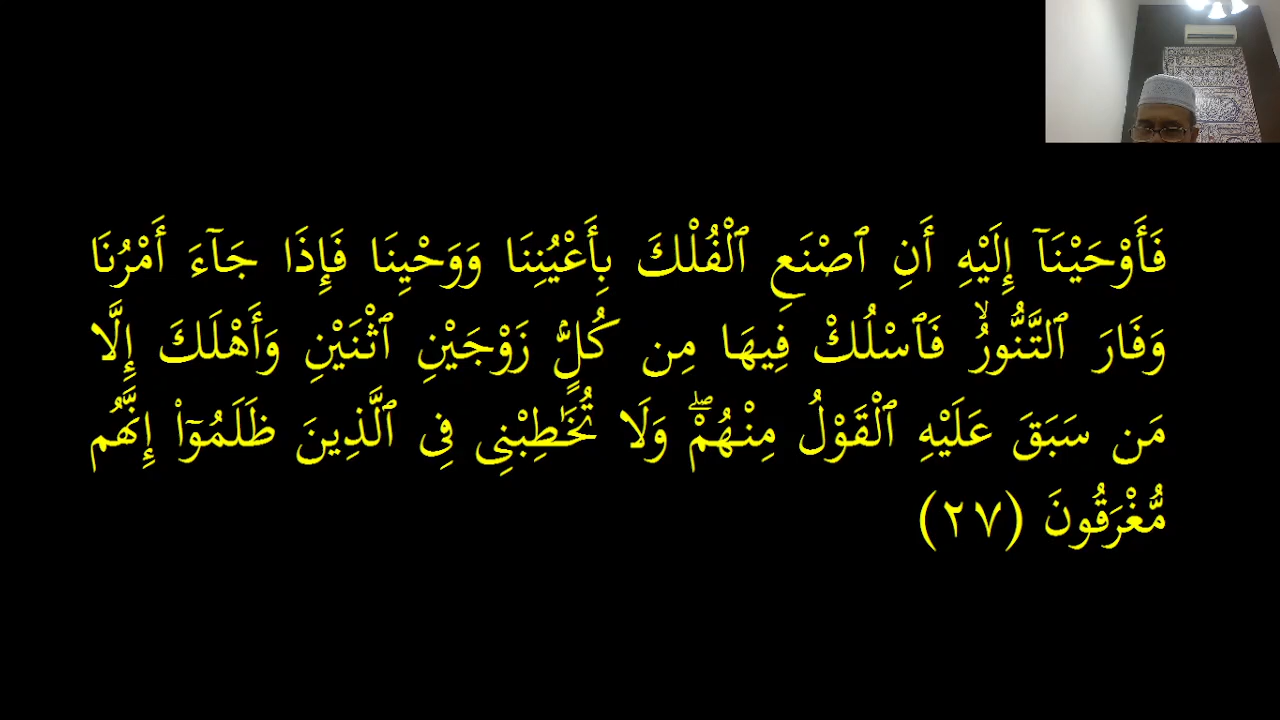 فَأَوْحَيْنَآ إِلَيْهِ أَنِ ٱصْنَعِ ٱلْفُلْكَ بِأَعْيُنِنَا وَوَحْيِنَا فَإِذَا جَآءَ أَمْرُنَا
وَفَارَ ٱلتَّنُّورُ ۙ فَٱسْلُكْ فِيهَا مِن كُلٍّ زَوْجَيْنِ ٱثْنَيْنِ وَأَهْلَكَ إِلَّا
مَن سَبَقَ عَلَيْهِ ٱلْقَوْلُ مِنْهُمْ ۖ وَلَا تُخَٰطِبْنِى فِى ٱلَّذِينَ ظَلَمُوٓا۟ إِنَّهُم
مُّغْرَقُونَ (٢٧)